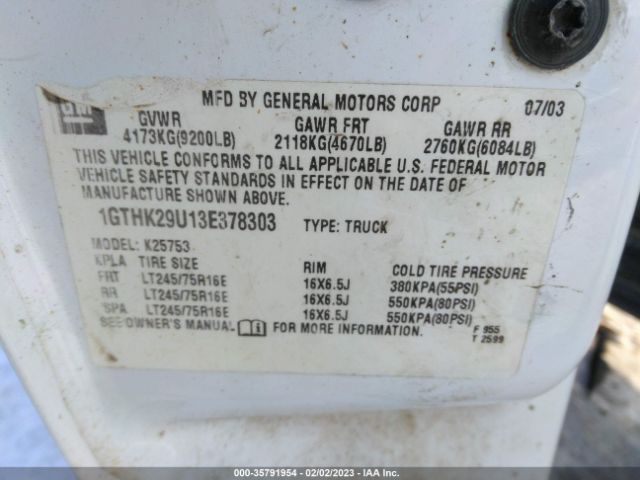 GM
MFD BY GENERAL MOTORS CORP 07/03
GVWR GAWR FRT GAWR RR
4173KG(9200LB) 2118KG(4670LB) 2760KG(6084LB)
THIS VEHICLE CONFORMS TO ALL APPLICABLE U.S. FEDERAL MOTOR
VEHICLE SAFETY STANDARDS IN EFFECT ON THE DATE OF
MANUFACTURE SHOWN ABOVE.
1GTHK29U13E378303 TYPE: TRUCK
MODEL: K25753
KPLA TIRE SIZE RIM COLD TIRE PRESSURE
FRT LT245/75R16E 16X6.5J 380KPA(55PSI)
RR LT245/75R16E 16X6.5J 550KPA(80PSI)
SPA LT245/75R16E 16X6.5J 550KPA(80PSI)
SEE OWNER'S MANUAL FOR MORE INFORMATION.
F 955
T 2599
000-35791954 - 02/02/2023 - IAA Inc.